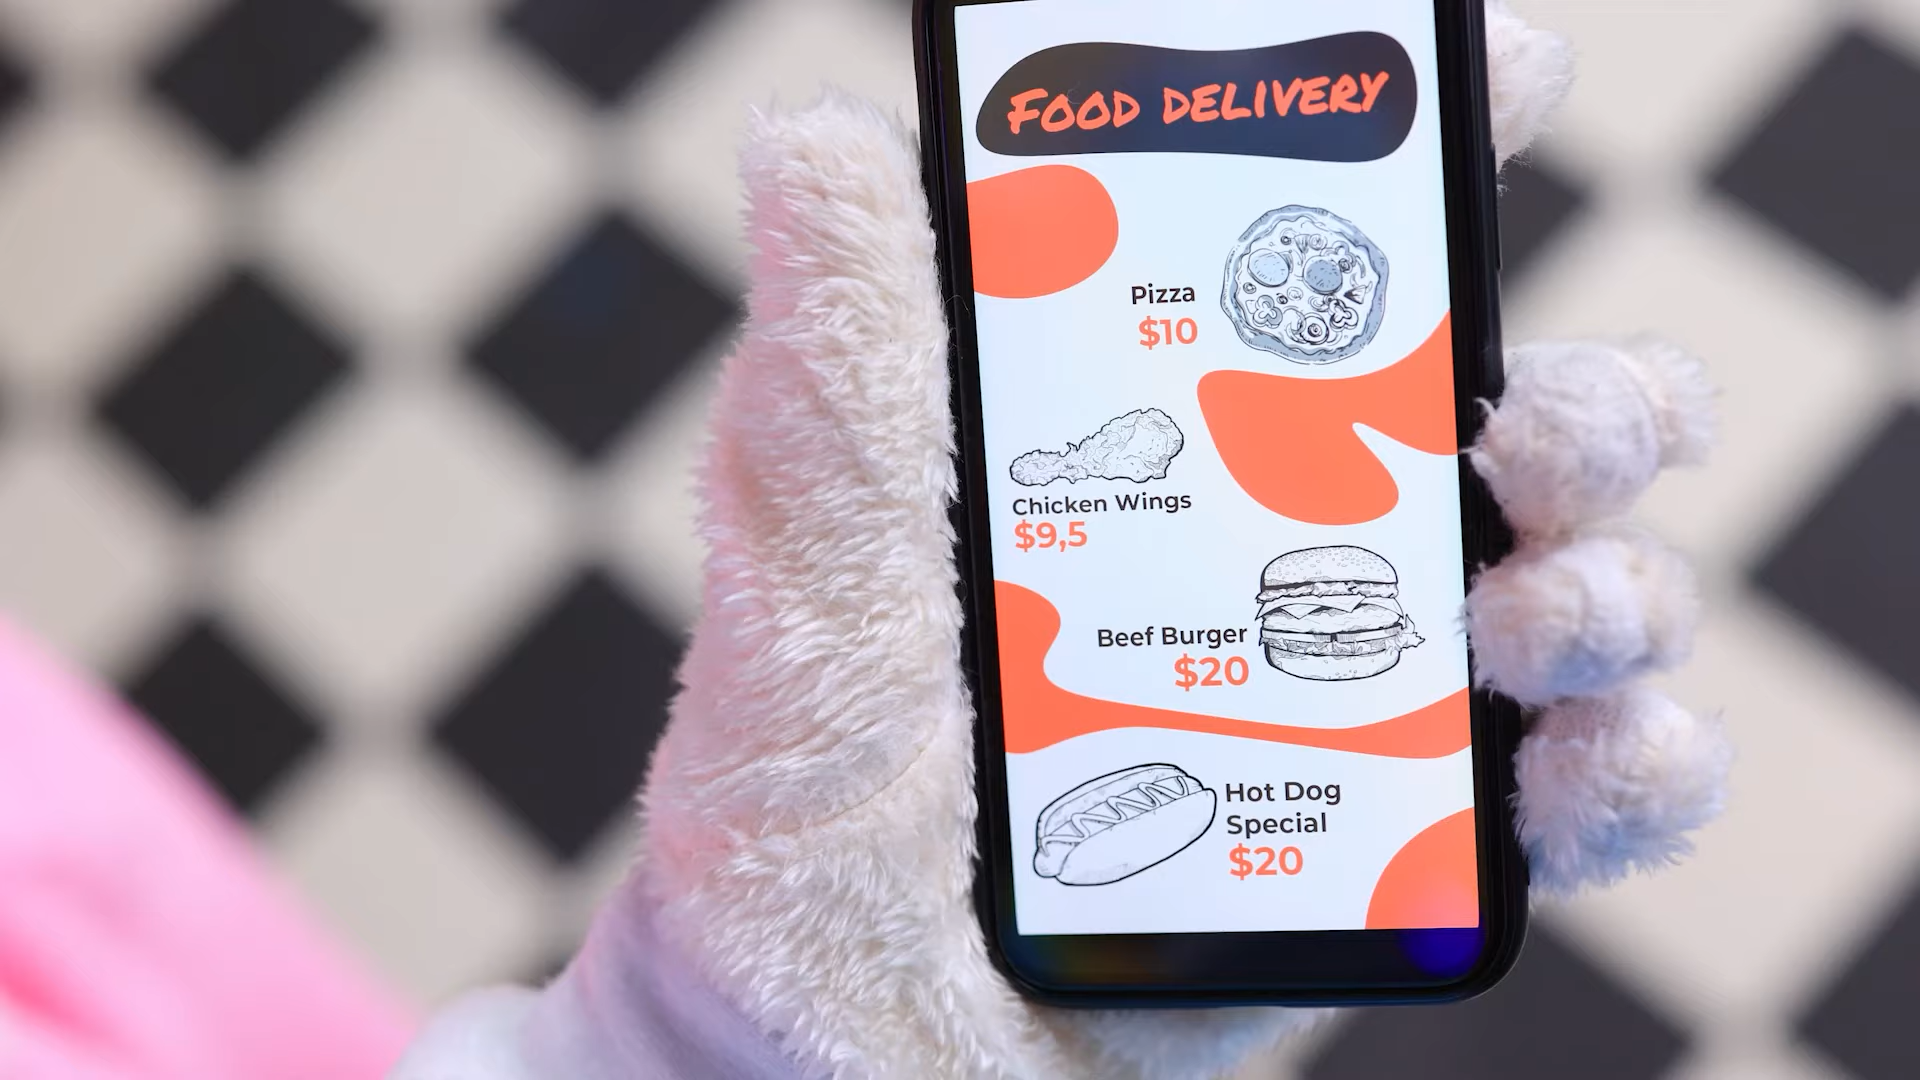 FOOD DELIVERY
Pizza
$10
Chicken Wings
$9,5
Beef Burger
$20
Hot Dog
Special
$20